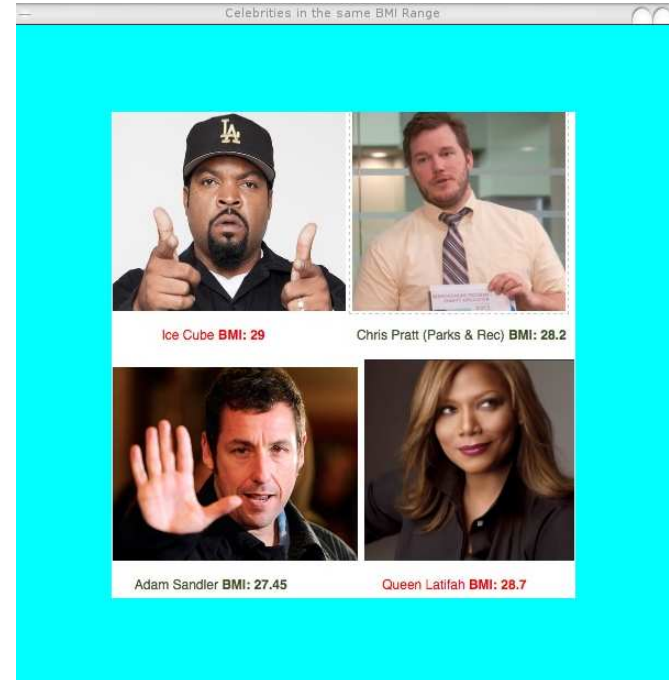 Celebrities in the same BMI Range
LA
Ice Cube BMI: 29
Chris Pratt (Parks & Rec) BMI: 28.2
Adam Sandler BMI: 27.45
Queen Latifah BMI: 28.7